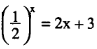 (1/2)^x = 2x + 3